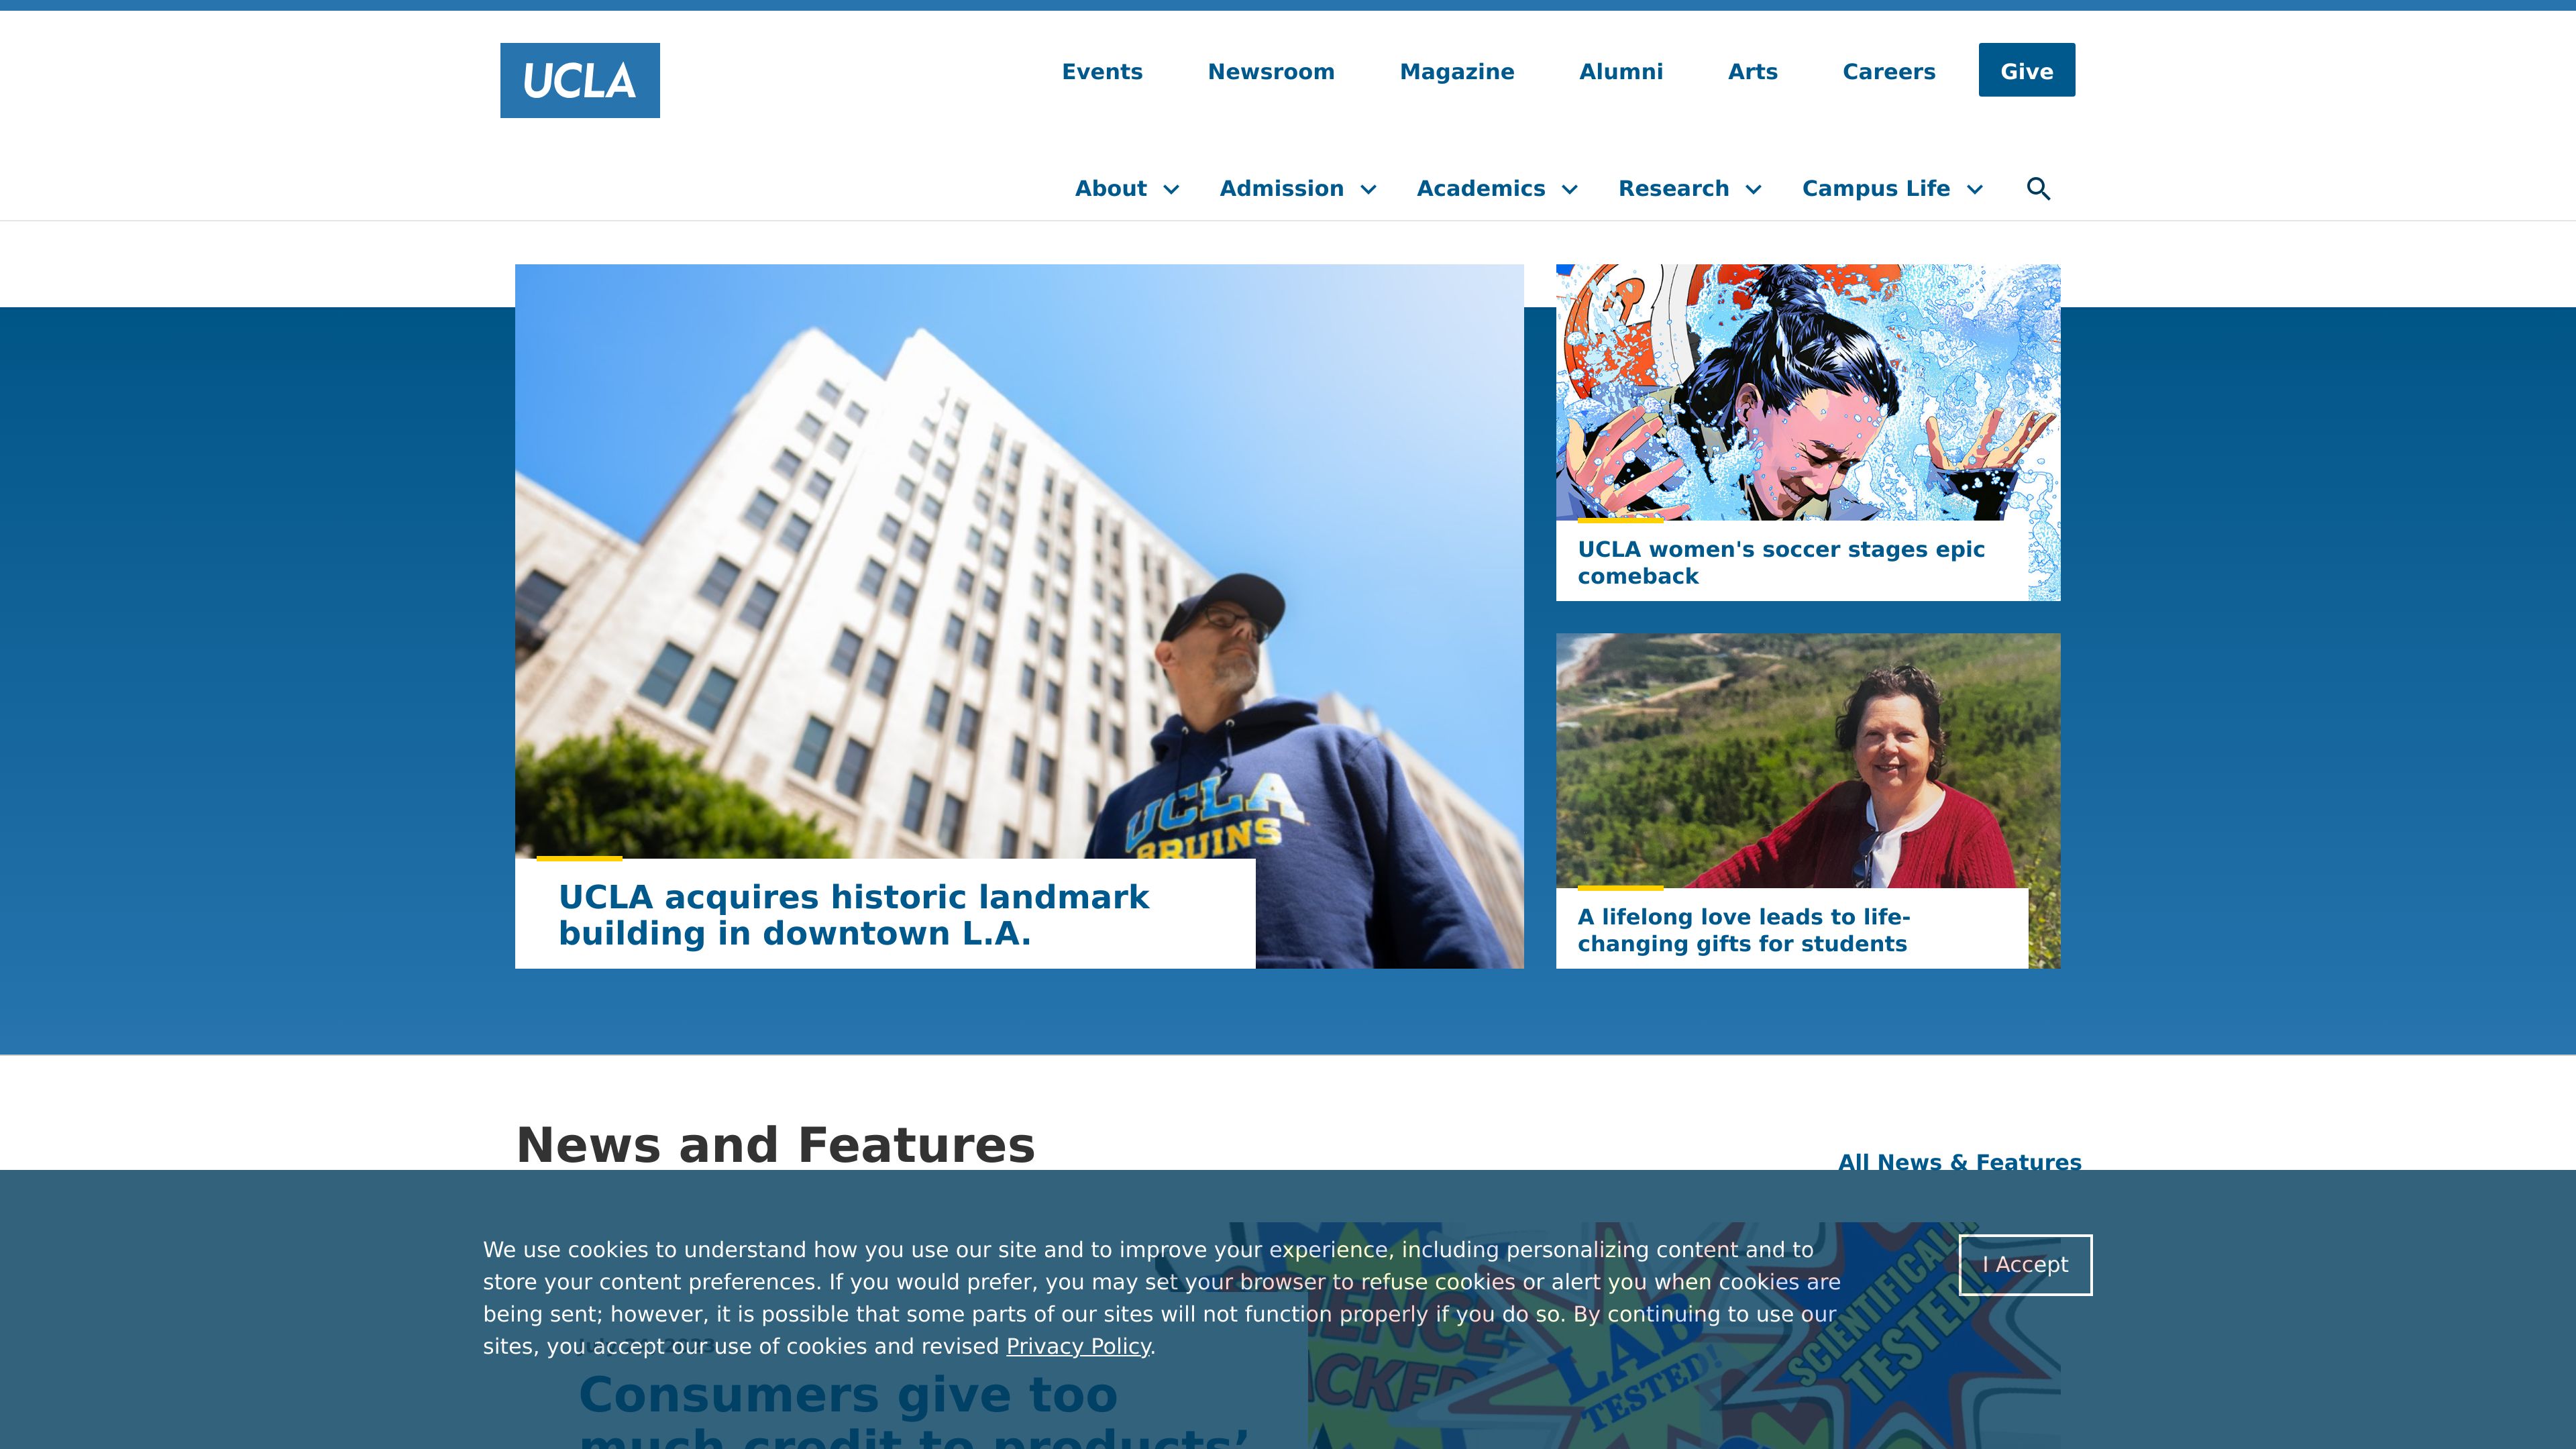 UCLA
Events Newsroom Magazine Alumni Arts Careers Give
About Admission Academics Research Campus Life
UCLA
BRUINS
UCLA acquires historic landmark
building in downtown L.A.
UCLA women's soccer stages epic
comeback
A lifelong love leads to life-
changing gifts for students
News and Features
All News & Features
We use cookies to understand how you use our site and to improve your experience, including personalizing content and to
store your content preferences. If you would prefer, you may set your browser to refuse cookies or alert you when cookies are
being sent; however, it is possible that some parts of our sites will not function properly if you do so. By continuing to use our
sites, you accept our use of cookies and revised Privacy Policy.
I Accept
Consumers give too
much credit to products’
LAB
TESTED!
TESTED!